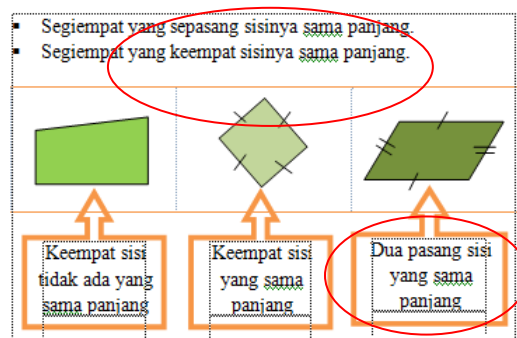 ▪ Segiempat yang sepasang sisinya sama panjang.
▪ Segiempat yang keempat sisinya sama panjang.
Keempat sisi
tidak ada yang
sama panjang
Keempat sisi
yang sama
panjang
Dua pasang sisi
yang sama
panjang